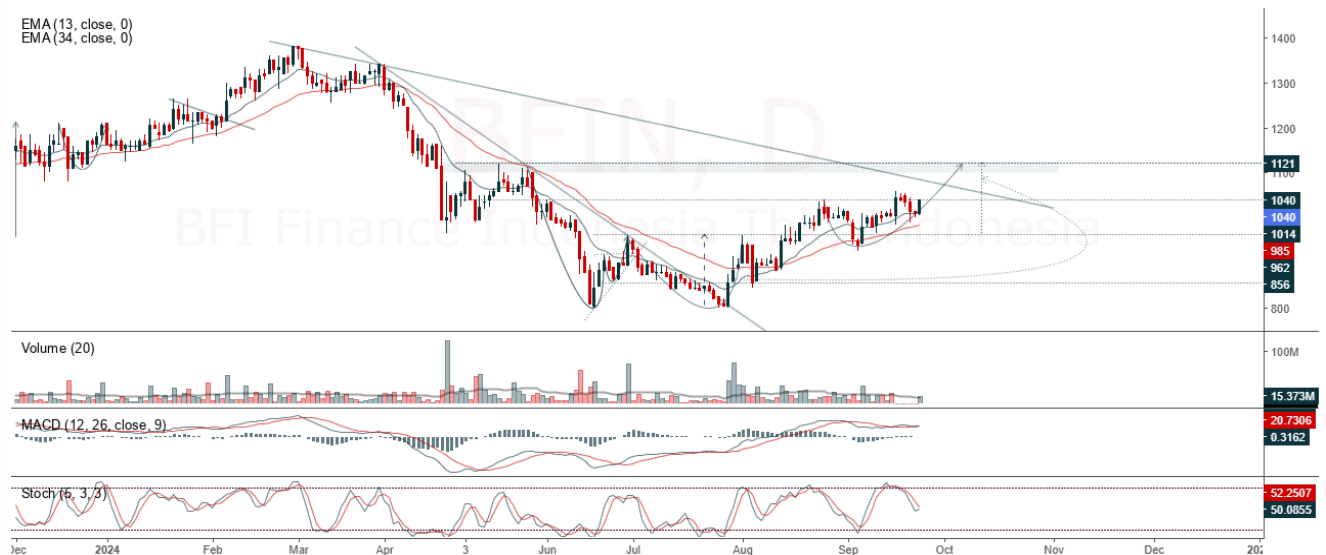 EMA (13, close, 0)
EMA (34, close, 0)
BFIN, D
BFI Finance Indonesia Tbk Indonesia
1400
1300
1200
1121
1100
1040
1040
1014
985
962
856
800
Volume (20)
100M
15.373M
MACD (12, 26, close, 9)
20.7306
0.3162
Stoch (5, 3, 3)
52.2507
50.0855
Dec 2024 Feb Mar Apr 3 Jun Jul Aug Sep Oct Nov Dec 202